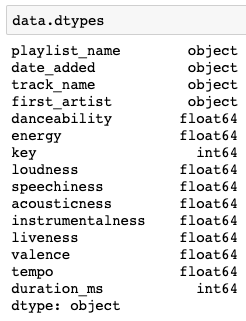 data.dtypes
playlist_name object
date_added object
track_name object
first_artist object
danceability float64
energy float64
key int64
loudness float64
speechiness float64
acousticness float64
instrumentalness float64
liveness float64
valence float64
tempo float64
duration_ms int64
dtype: object